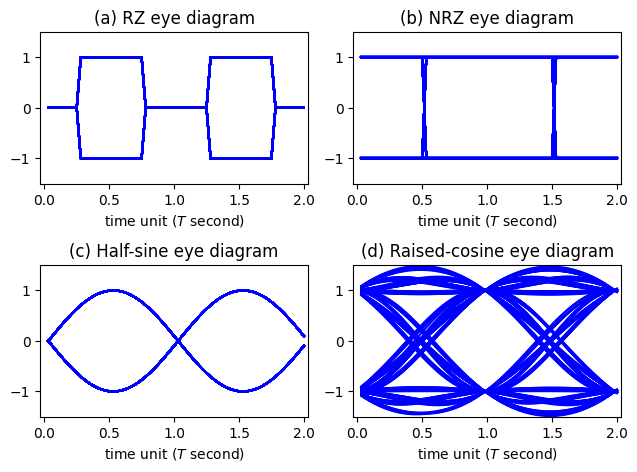 (a) RZ eye diagram
1
0
−1
0.0 0.5 1.0 1.5 2.0
time unit (T second)
(b) NRZ eye diagram
1
0
−1
0.0 0.5 1.0 1.5 2.0
time unit (T second)
(c) Half-sine eye diagram
1
0
−1
0.0 0.5 1.0 1.5 2.0
time unit (T second)
(d) Raised-cosine eye diagram
1
0
−1
0.0 0.5 1.0 1.5 2.0
time unit (T second)